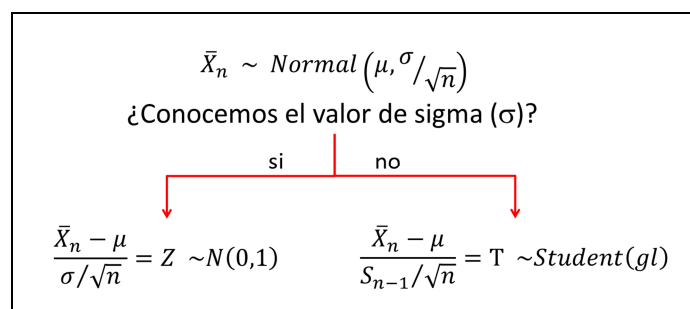 X̄ₙ ~ Normal(μ, σ/√n)
¿Conocemos el valor de sigma (σ)?
si no
(X̄ₙ − μ)/(σ/√n) = Z ~N(0,1)
(X̄ₙ − μ)/(Sₙ₋₁/√n) = T ~Student(gl)